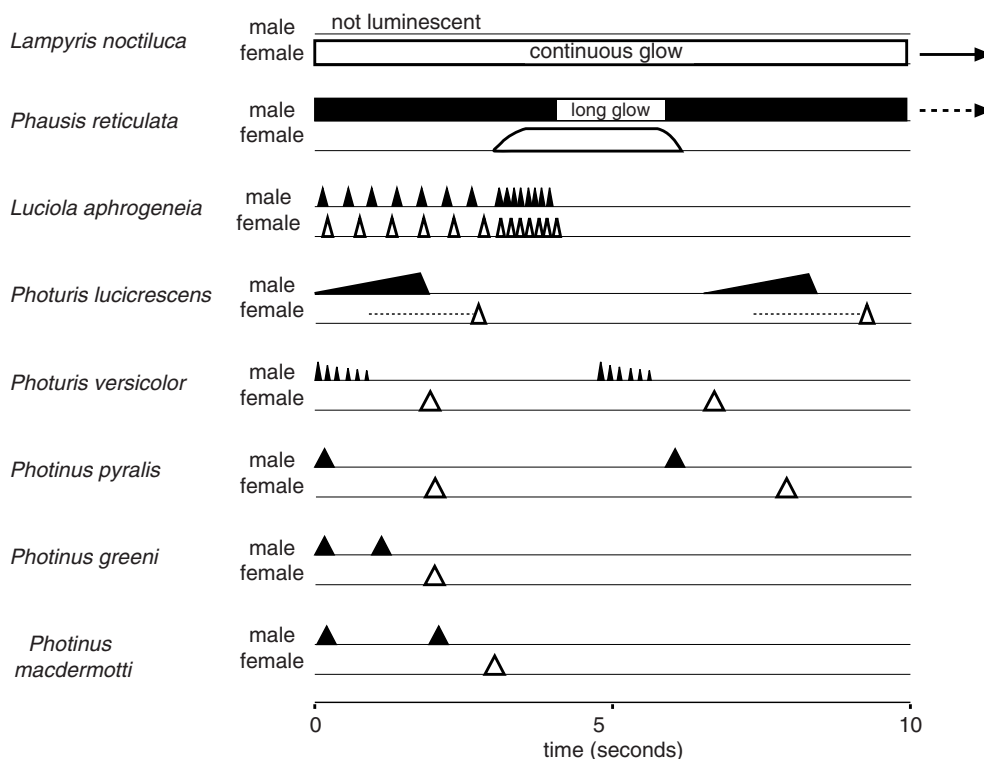 Lampyris noctiluca
male
not luminescent
female
continuous glow
Phausis reticulata
male
long glow
female
Luciola aphrogeneia
male
female
Photuris lucicrescens
male
female
Photuris versicolor
male
female
Photinus pyralis
male
female
Photinus greeni
male
female
Photinus
macdermotti
male
female
0
5
10
time (seconds)